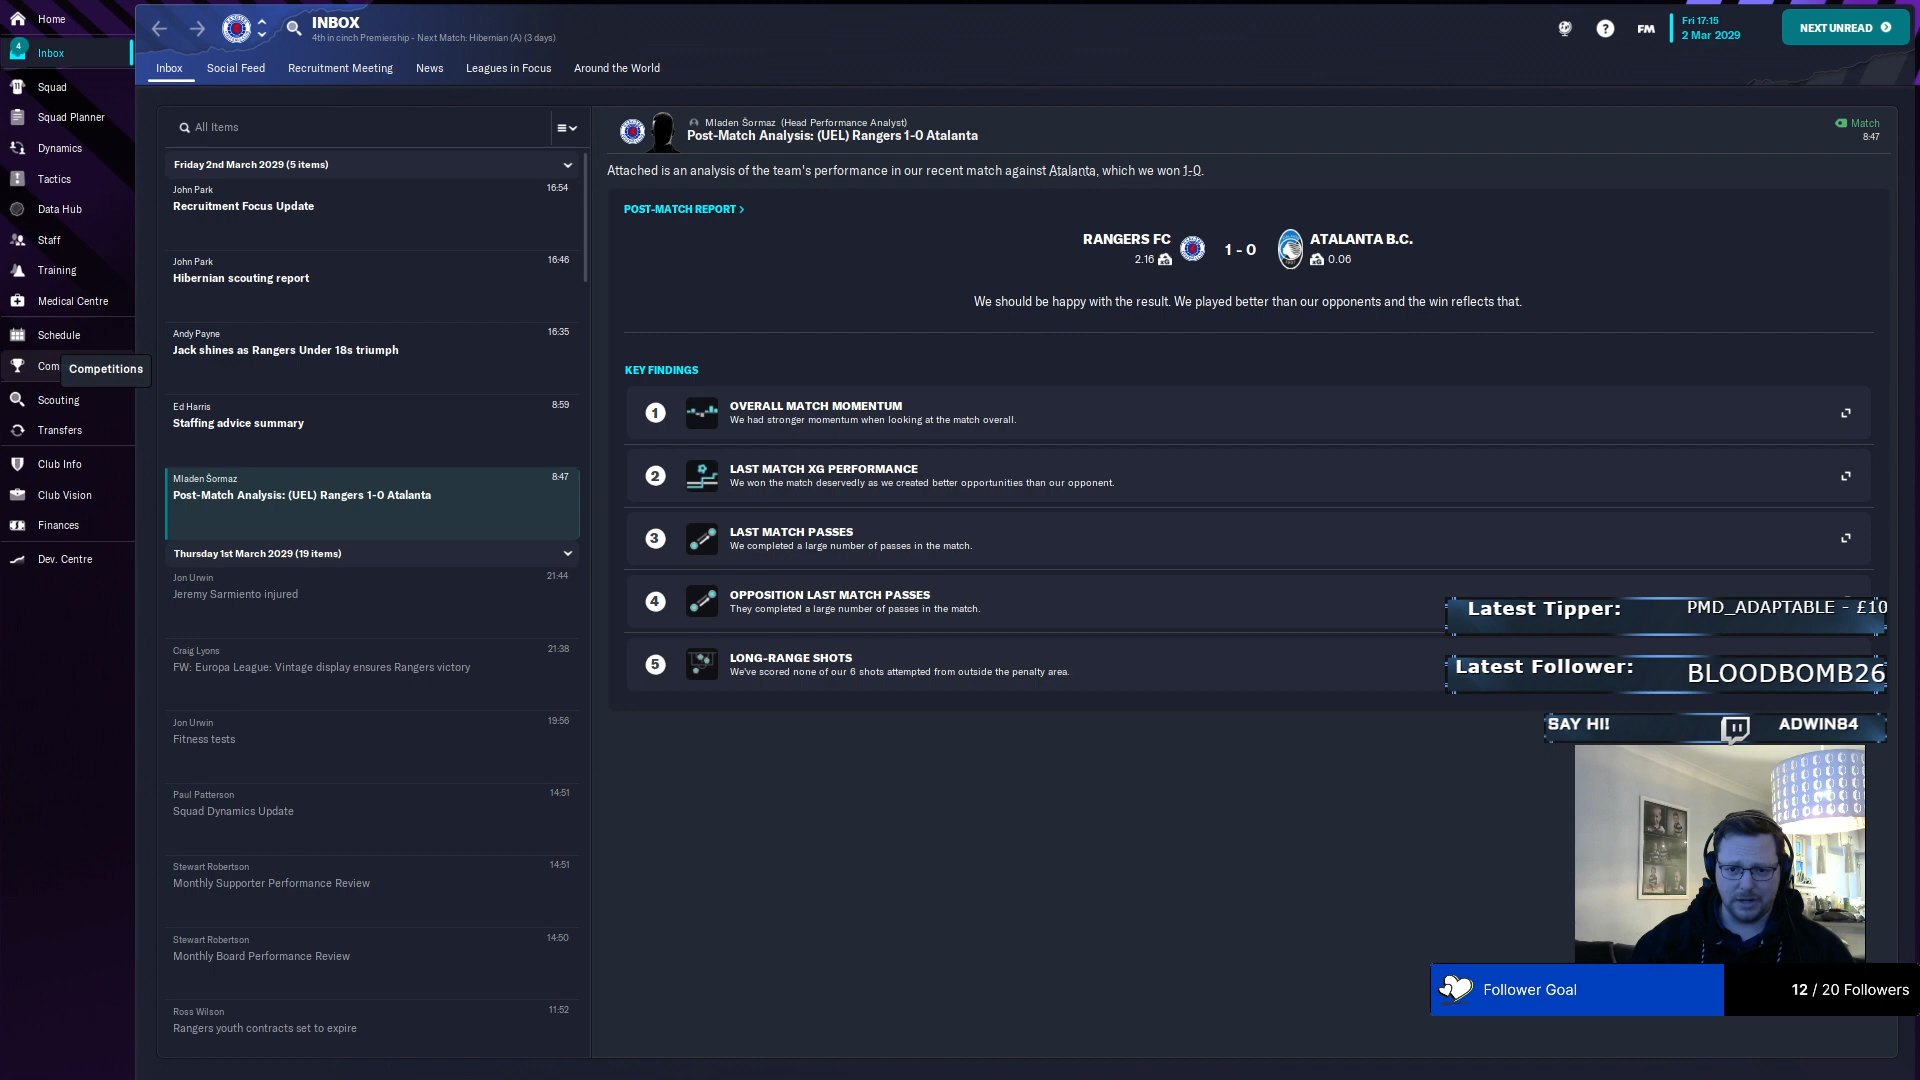 Home
4
Inbox
Squad
Squad Planner
Dynamics
Tactics
Data Hub
Staff
Training
Medical Centre
Schedule
Com
Competitions
Scouting
Transfers
Club Info
Club Vision
Finances
Dev. Centre
INBOX
4th in cinch Premiership - Next Match: Hibernian (A) (3 days)
FM
Fri 17:15
2 Mar 2029
NEXT UNREAD
Inbox
Social Feed
Recruitment Meeting
News
Leagues in Focus
Around the World
All Items
Friday 2nd March 2029 (5 items)
John Park 16:54
Recruitment Focus Update
John Park 16:46
Hibernian scouting report
Andy Payne 16:35
Jack shines as Rangers Under 18s triumph
Ed Harris 8:59
Staffing advice summary
Mladen Šormaz 8:47
Post-Match Analysis: (UEL) Rangers 1-0 Atalanta
Thursday 1st March 2029 (19 items)
Jon Urwin 21:44
Jeremy Sarmiento injured
Craig Lyons 21:38
FW: Europa League: Vintage display ensures Rangers victory
Jon Urwin 19:56
Fitness tests
Paul Patterson 14:51
Squad Dynamics Update
Stewart Robertson 14:51
Monthly Supporter Performance Review
Stewart Robertson 14:50
Monthly Board Performance Review
Ross Wilson 11:52
Rangers youth contracts set to expire
Mladen Šormaz (Head Performance Analyst)
Post-Match Analysis: (UEL) Rangers 1-0 Atalanta
Match
8:47
Attached is an analysis of the team's performance in our recent match against Atalanta, which we won 1-0.
POST-MATCH REPORT >
RANGERS FC 1 - 0 ATALANTA B.C.
2.16 xG xG 0.06
We should be happy with the result. We played better than our opponents and the win reflects that.
KEY FINDINGS
1 OVERALL MATCH MOMENTUM
We had stronger momentum when looking at the match overall.
2 LAST MATCH XG PERFORMANCE
We won the match deservedly as we created better opportunities than our opponent.
3 LAST MATCH PASSES
We completed a large number of passes in the match.
4 OPPOSITION LAST MATCH PASSES
They completed a large number of passes in the match.
5 LONG-RANGE SHOTS
We've scored none of our 6 shots attempted from outside the penalty area.
Latest Tipper: PMD_ADAPTABLE - £10
Latest Follower: BLOODBOMB26
SAY HI! ADWIN84
Follower Goal 12 / 20 Followers